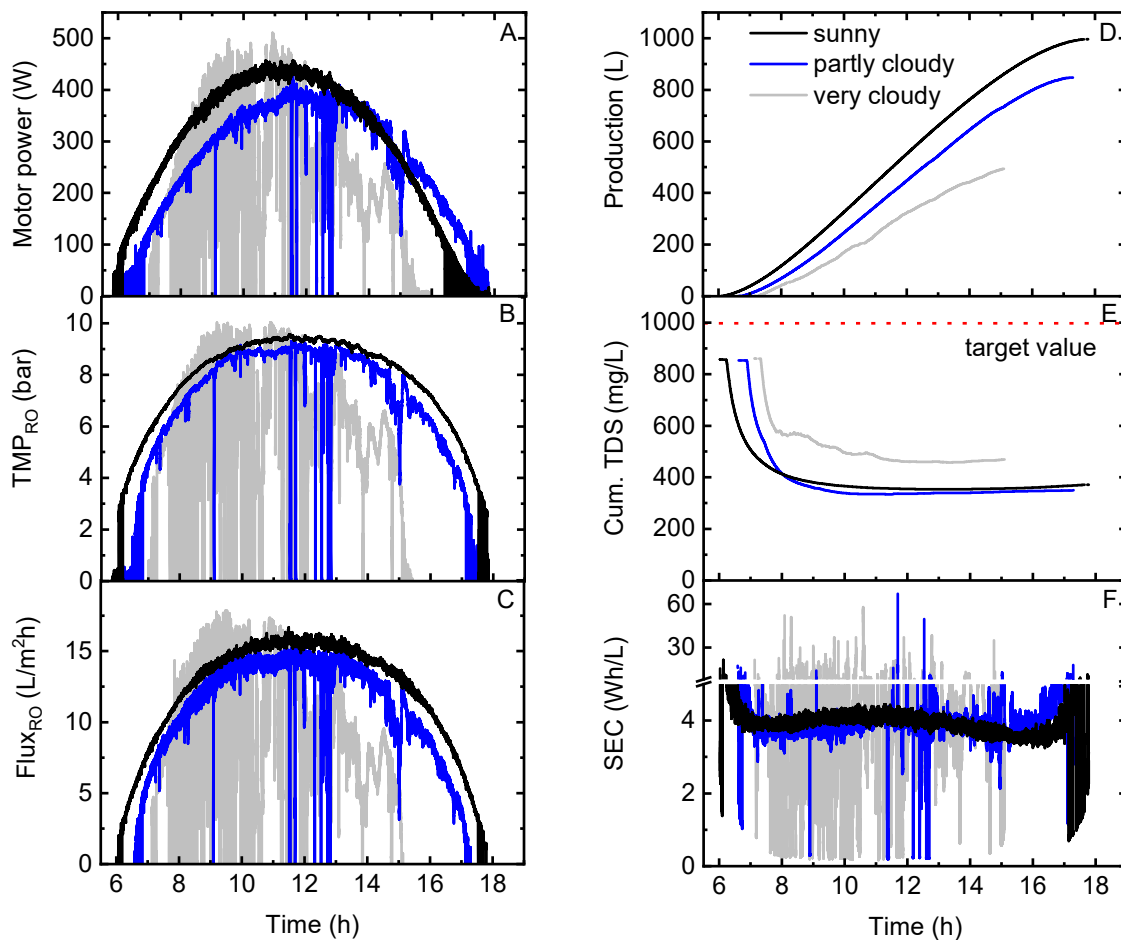 A
500
400
300
200
100
0
Motor power (W)
B
10
8
6
4
2
0
TMP_RO (bar)
C
15
10
5
0
Flux_RO (L/m²h)
6 8 10 12 14 16 18
Time (h)
D
1000
800
600
400
200
0
Production (L)
sunny
partly cloudy
very cloudy
E
1000
800
600
400
200
0
Cum. TDS (mg/L)
target value
F
60
30
4
2
0
SEC (Wh/L)
6 8 10 12 14 16 18
Time (h)